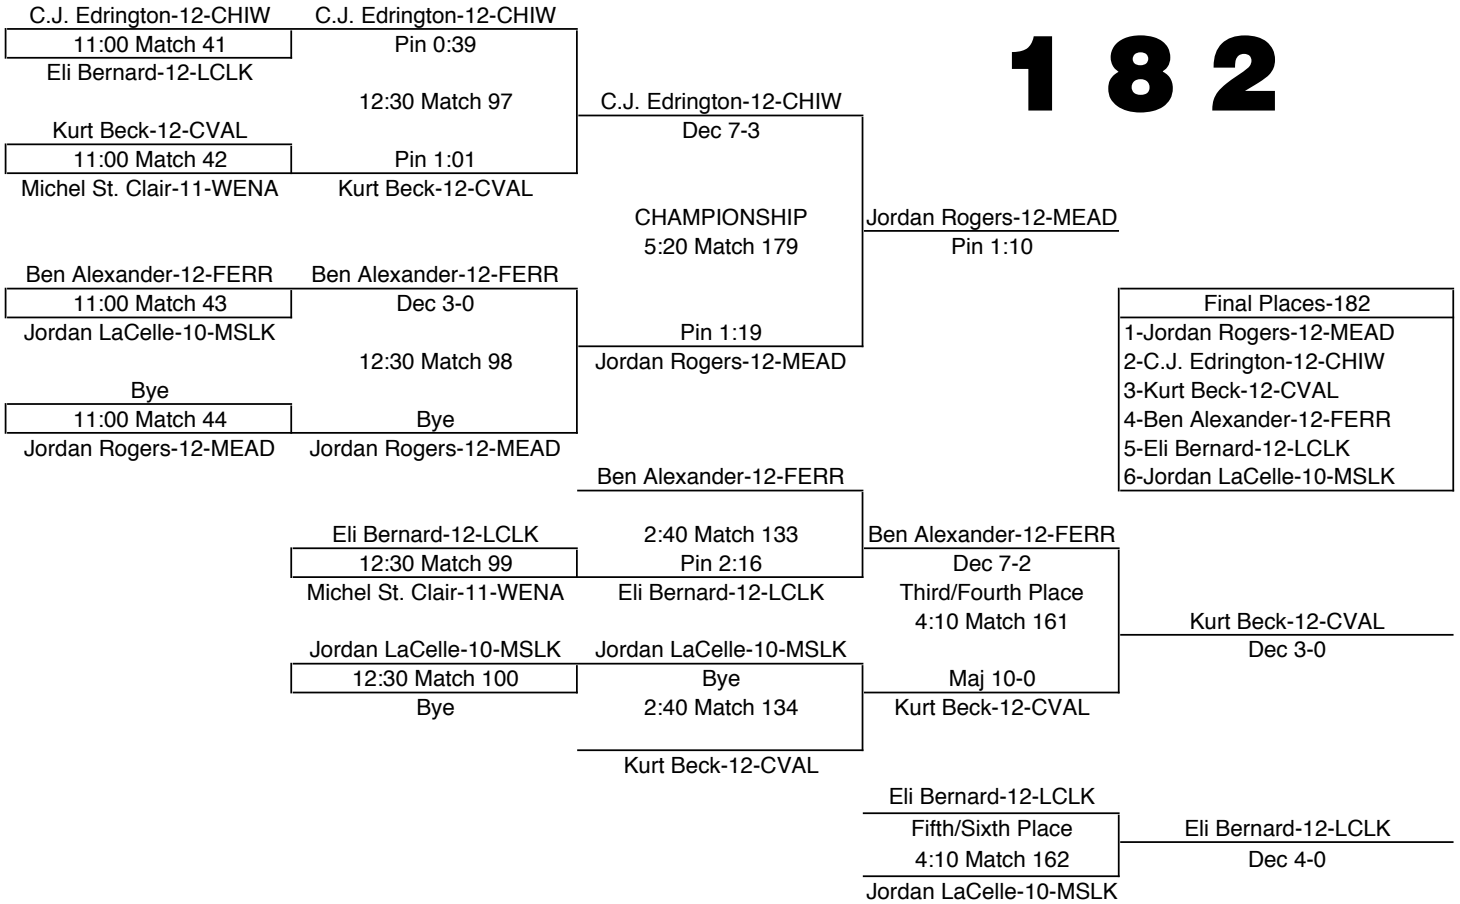 C.J. Edrington-12-CHIW C.J. Edrington-12-CHIW
11:00 Match 41 Pin 0:39
Eli Bernard-12-LCLK
1 8 2
12:30 Match 97 C.J. Edrington-12-CHIW
Kurt Beck-12-CVAL Dec 7-3
11:00 Match 42 Pin 1:01
Michel St. Clair-11-WENA Kurt Beck-12-CVAL
CHAMPIONSHIP Jordan Rogers-12-MEAD
5:20 Match 179 Pin 1:10
Ben Alexander-12-FERR Ben Alexander-12-FERR
11:00 Match 43 Dec 3-0 Final Places-182
Jordan LaCelle-10-MSLK Pin 1:19 1-Jordan Rogers-12-MEAD
12:30 Match 98 Jordan Rogers-12-MEAD 2-C.J. Edrington-12-CHIW
Bye 3-Kurt Beck-12-CVAL
11:00 Match 44 Bye 4-Ben Alexander-12-FERR
Jordan Rogers-12-MEAD Jordan Rogers-12-MEAD 5-Eli Bernard-12-LCLK
Ben Alexander-12-FERR 6-Jordan LaCelle-10-MSLK
Eli Bernard-12-LCLK 2:40 Match 133 Ben Alexander-12-FERR
12:30 Match 99 Pin 2:16 Dec 7-2
Michel St. Clair-11-WENA Eli Bernard-12-LCLK Third/Fourth Place
4:10 Match 161 Kurt Beck-12-CVAL
Jordan LaCelle-10-MSLK Jordan LaCelle-10-MSLK Dec 3-0
12:30 Match 100 Bye Maj 10-0
Bye 2:40 Match 134 Kurt Beck-12-CVAL
Kurt Beck-12-CVAL
Eli Bernard-12-LCLK
Fifth/Sixth Place Eli Bernard-12-LCLK
4:10 Match 162 Dec 4-0
Jordan LaCelle-10-MSLK